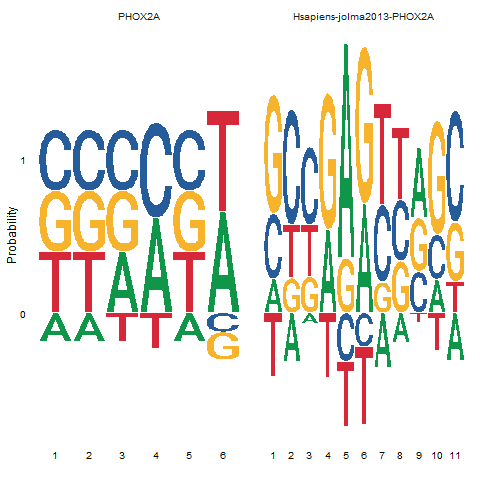 PHOX2A Hsapiens-jolma2013-PHOX2A
Probability
1
0
C C C C C T G C C G A G T T A G C
G G G A G A C T T A G A C C G C G
T T A T T C A G G T C C G G C A T
A A T A G T A A T T A A T T A
1 2 3 4 5 6 1 2 3 4 5 6 7 8 9 10 11